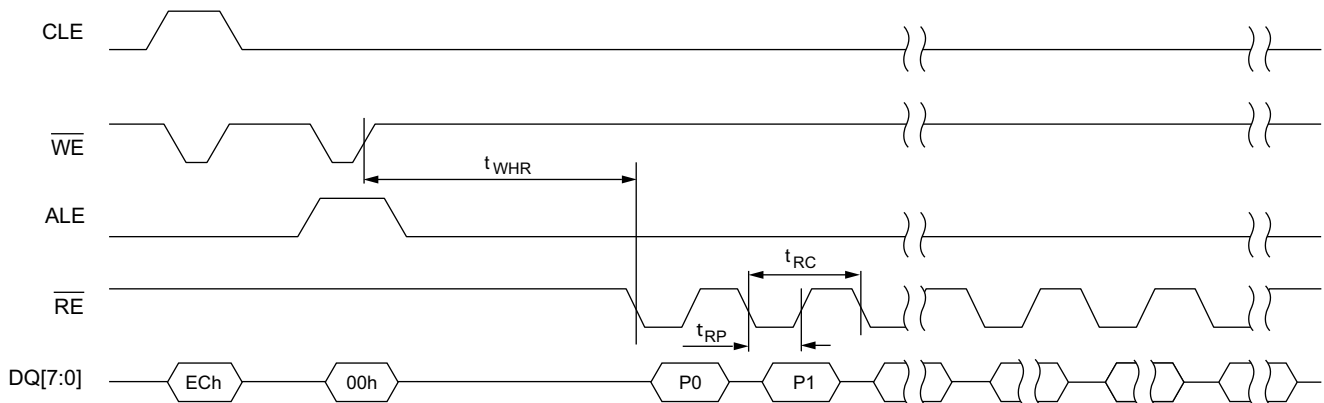 CLE
WE
tWHR
ALE
tRC
RE
tRP
DQ[7:0] ECh 00h P0 P1